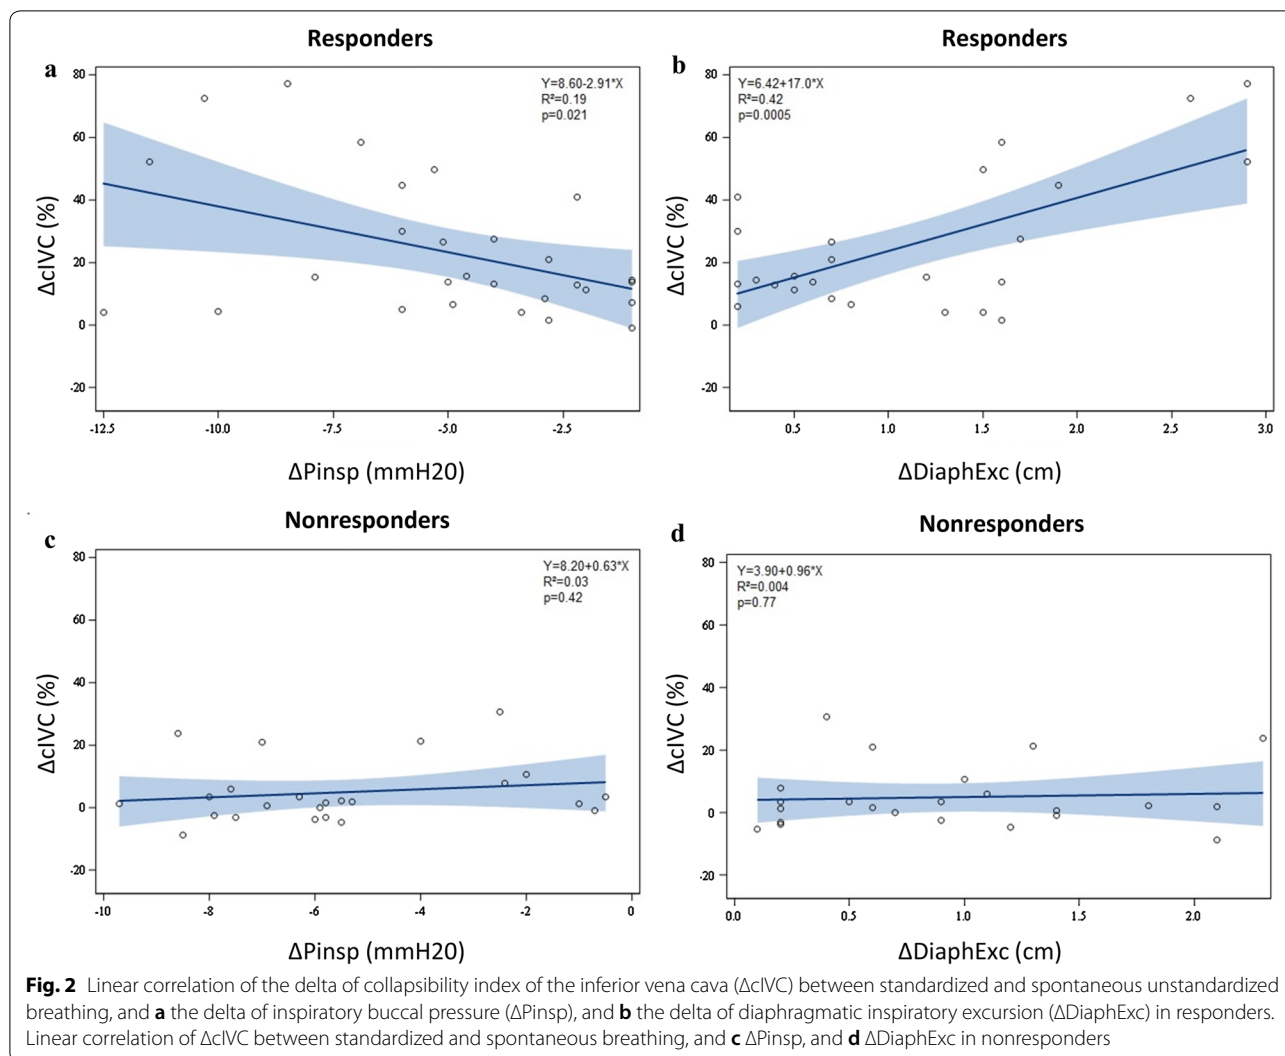 Responders
a
Y=8.60-2.91*X
R²=0.19
p=0.021
80
60
40
20
0
-20
ΔcIVC (%)
-12.5 -10.0 -7.5 -5.0 -2.5
ΔPinsp (mmH20)
Responders
b
Y=6.42+17.0*X
R²=0.42
p=0.0005
80
60
40
20
0
-20
ΔcIVC (%)
0.5 1.0 1.5 2.0 2.5 3.0
ΔDiaphExc (cm)
Nonresponders
c
Y=8.20+0.63*X
R²=0.03
p=0.42
80
60
40
20
0
-20
ΔcIVC (%)
-10 -8 -6 -4 -2 0
ΔPinsp (mmH20)
Nonresponders
d
Y=3.90+0.96*X
R²=0.004
p=0.77
80
60
40
20
0
-20
ΔcIVC (%)
0.0 0.5 1.0 1.5 2.0
ΔDiaphExc (cm)
Fig. 2 Linear correlation of the delta of collapsibility index of the inferior vena cava (ΔcIVC) between standardized and spontaneous unstandardized
breathing, and a the delta of inspiratory buccal pressure (ΔPinsp), and b the delta of diaphragmatic inspiratory excursion (ΔDiaphExc) in responders.
Linear correlation of ΔcIVC between standardized and spontaneous breathing, and c ΔPinsp, and d ΔDiaphExc in nonresponders